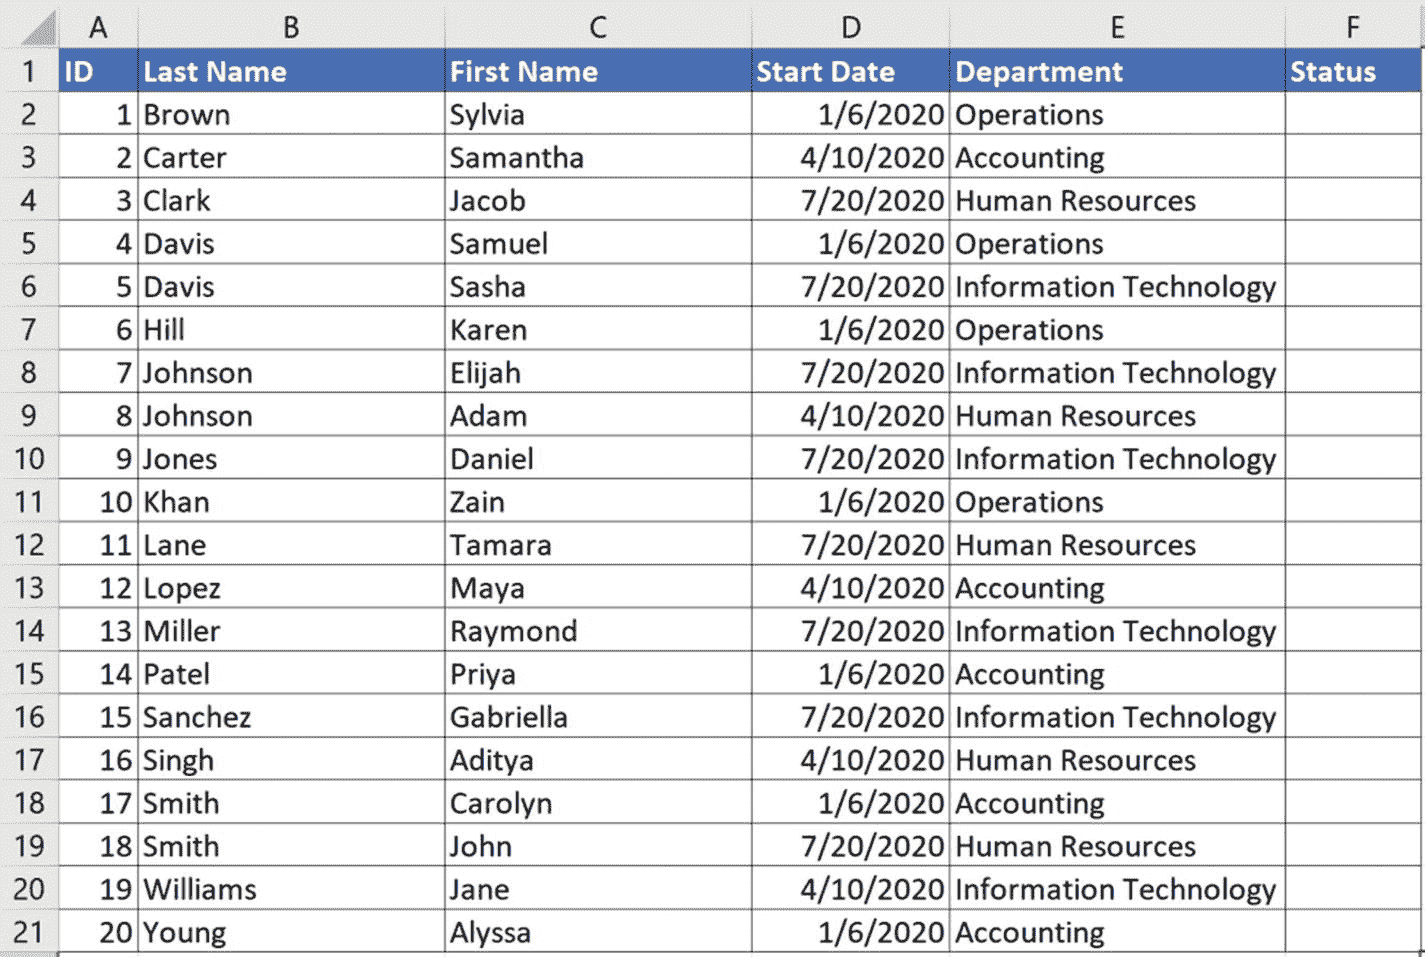 A B C D E F
1 ID Last Name First Name Start Date Department Status
2 1 Brown Sylvia 1/6/2020 Operations
3 2 Carter Samantha 4/10/2020 Accounting
4 3 Clark Jacob 7/20/2020 Human Resources
5 4 Davis Samuel 1/6/2020 Operations
6 5 Davis Sasha 7/20/2020 Information Technology
7 6 Hill Karen 1/6/2020 Operations
8 7 Johnson Elijah 7/20/2020 Information Technology
9 8 Johnson Adam 4/10/2020 Human Resources
10 9 Jones Daniel 7/20/2020 Information Technology
11 10 Khan Zain 1/6/2020 Operations
12 11 Lane Tamara 7/20/2020 Human Resources
13 12 Lopez Maya 4/10/2020 Accounting
14 13 Miller Raymond 7/20/2020 Information Technology
15 14 Patel Priya 1/6/2020 Accounting
16 15 Sanchez Gabriella 7/20/2020 Information Technology
17 16 Singh Aditya 4/10/2020 Human Resources
18 17 Smith Carolyn 1/6/2020 Accounting
19 18 Smith John 7/20/2020 Human Resources
20 19 Williams Jane 4/10/2020 Information Technology
21 20 Young Alyssa 1/6/2020 Accounting